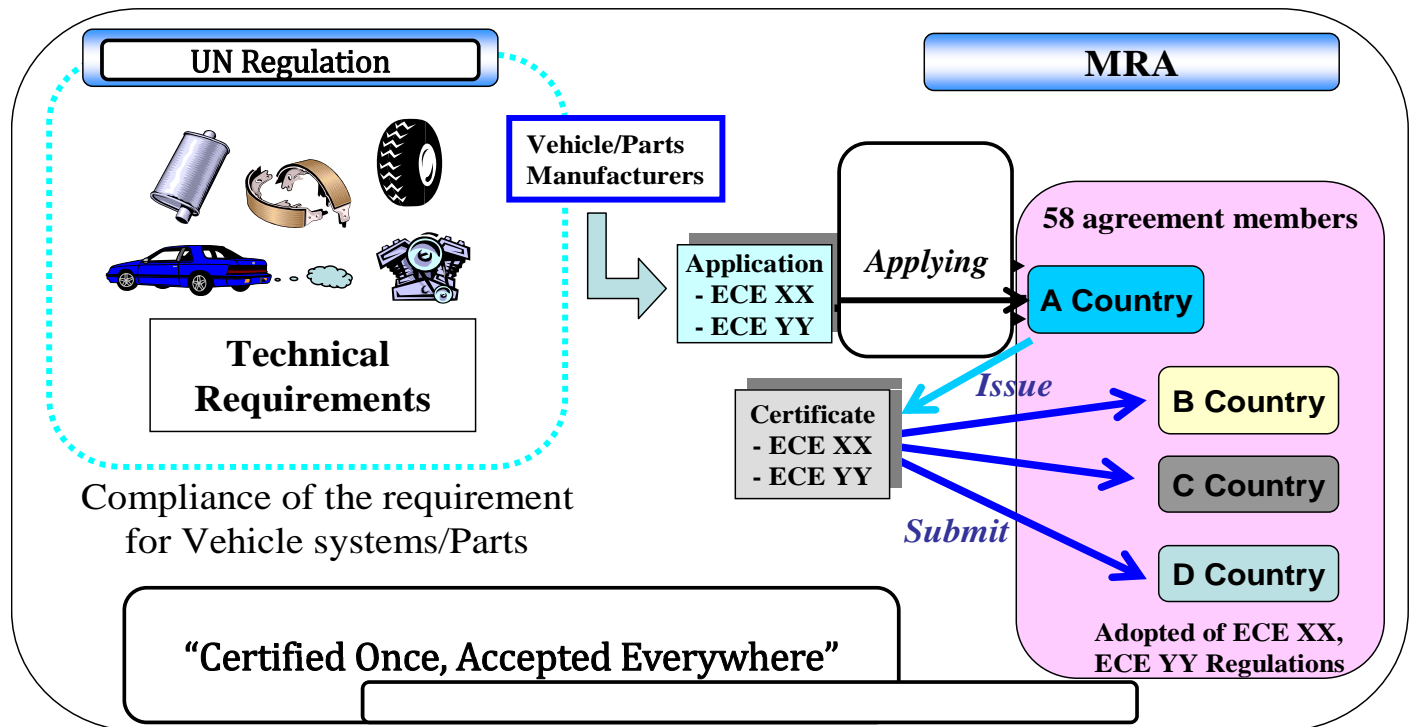 UN Regulation
MRA
Vehicle/Parts
Manufacturers
Technical
Requirements
Compliance of the requirement
for Vehicle systems/Parts
Application
- ECE XX
- ECE YY
Applying
58 agreement members
A Country
Issue
Certificate
- ECE XX
- ECE YY
Submit
B Country
C Country
D Country
Adopted of ECE XX,
ECE YY Regulations
“Certified Once, Accepted Everywhere”